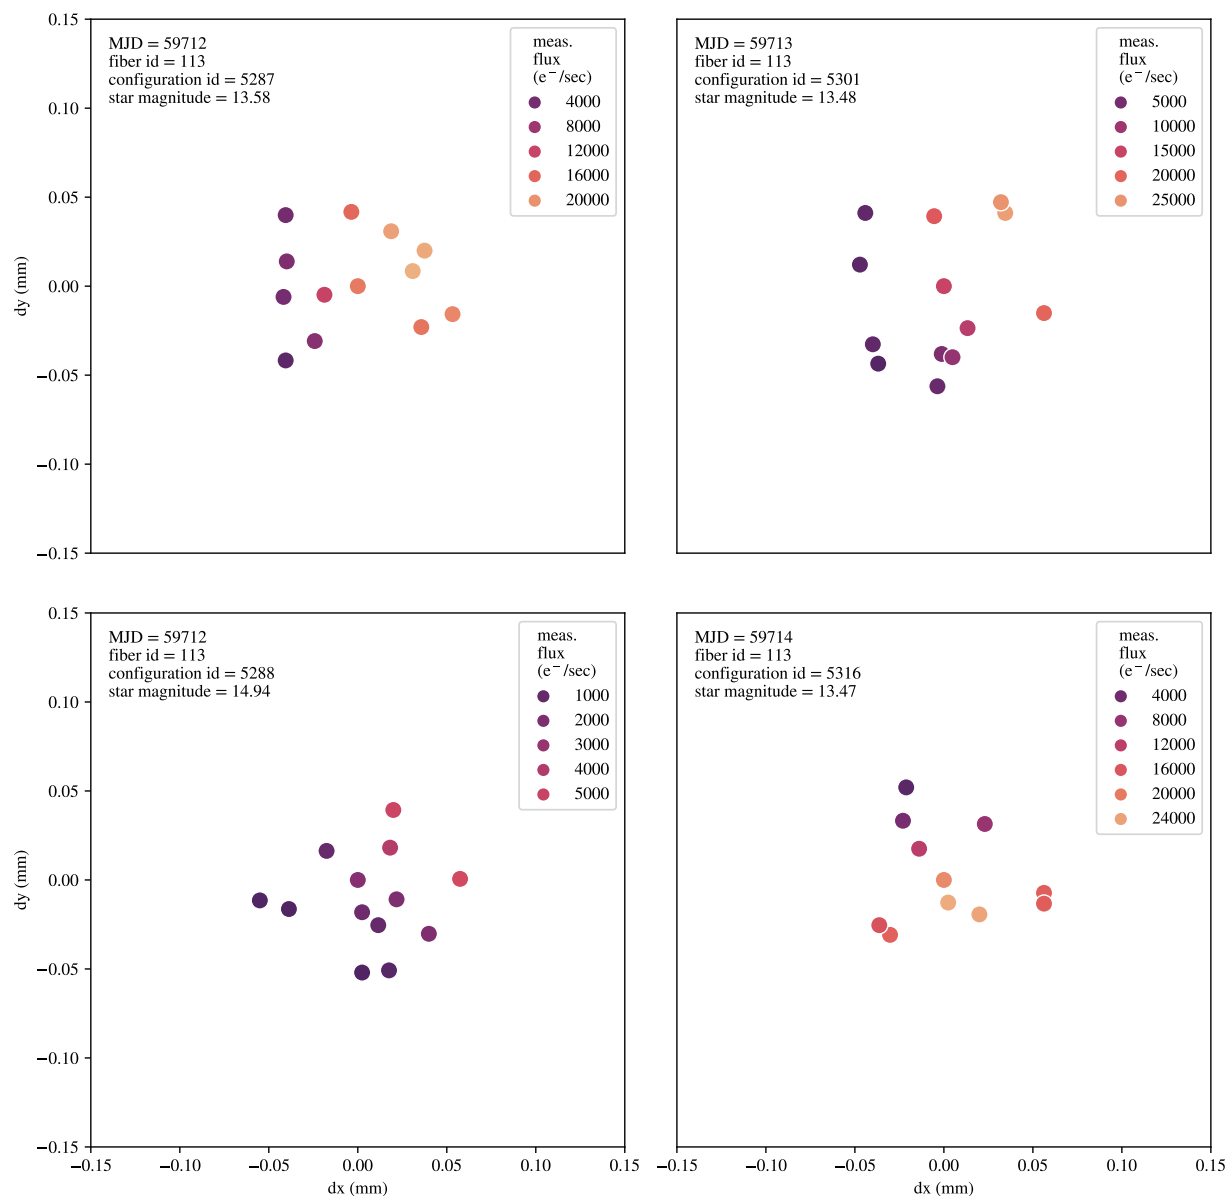 MJD = 59712
fiber id = 113
configuration id = 5287
star magnitude = 13.58
meas.
flux
(e⁻/sec)
4000
8000
12000
16000
20000
0.15
0.10
0.05
0.00
−0.05
−0.10
−0.15
dy (mm)
MJD = 59713
fiber id = 113
configuration id = 5301
star magnitude = 13.48
meas.
flux
(e⁻/sec)
5000
10000
15000
20000
25000
MJD = 59712
fiber id = 113
configuration id = 5288
star magnitude = 14.94
meas.
flux
(e⁻/sec)
1000
2000
3000
4000
5000
0.15
0.10
0.05
0.00
−0.05
−0.10
−0.15
dy (mm)
−0.15 −0.10 −0.05 0.00 0.05 0.10 0.15
dx (mm)
MJD = 59714
fiber id = 113
configuration id = 5316
star magnitude = 13.47
meas.
flux
(e⁻/sec)
4000
8000
12000
16000
20000
24000
−0.15 −0.10 −0.05 0.00 0.05 0.10 0.15
dx (mm)